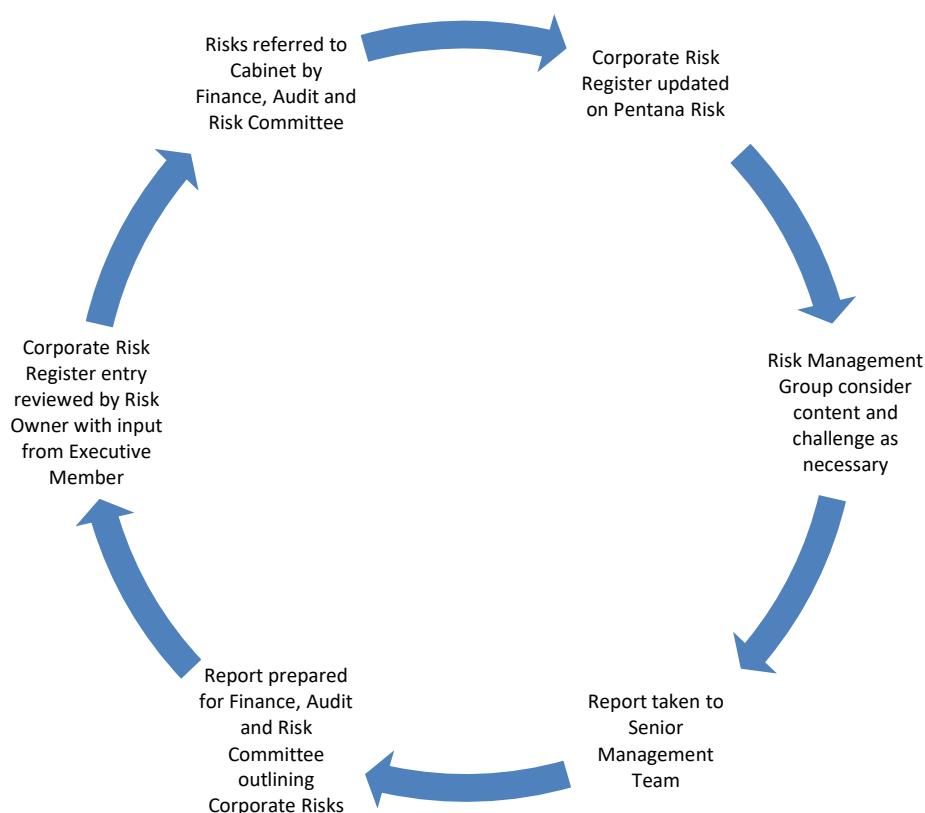 Risks referred to
Cabinet by
Finance, Audit and
Risk Committee
Corporate Risk
Register updated
on Pentana Risk
Risk Management
Group consider
content and
challenge as
necessary
Report taken to
Senior
Management
Team
Report prepared
for Finance, Audit
and Risk
Committee
outlining
Corporate Risks
Corporate Risk
Register entry
reviewed by Risk
Owner with input
from Executive
Member